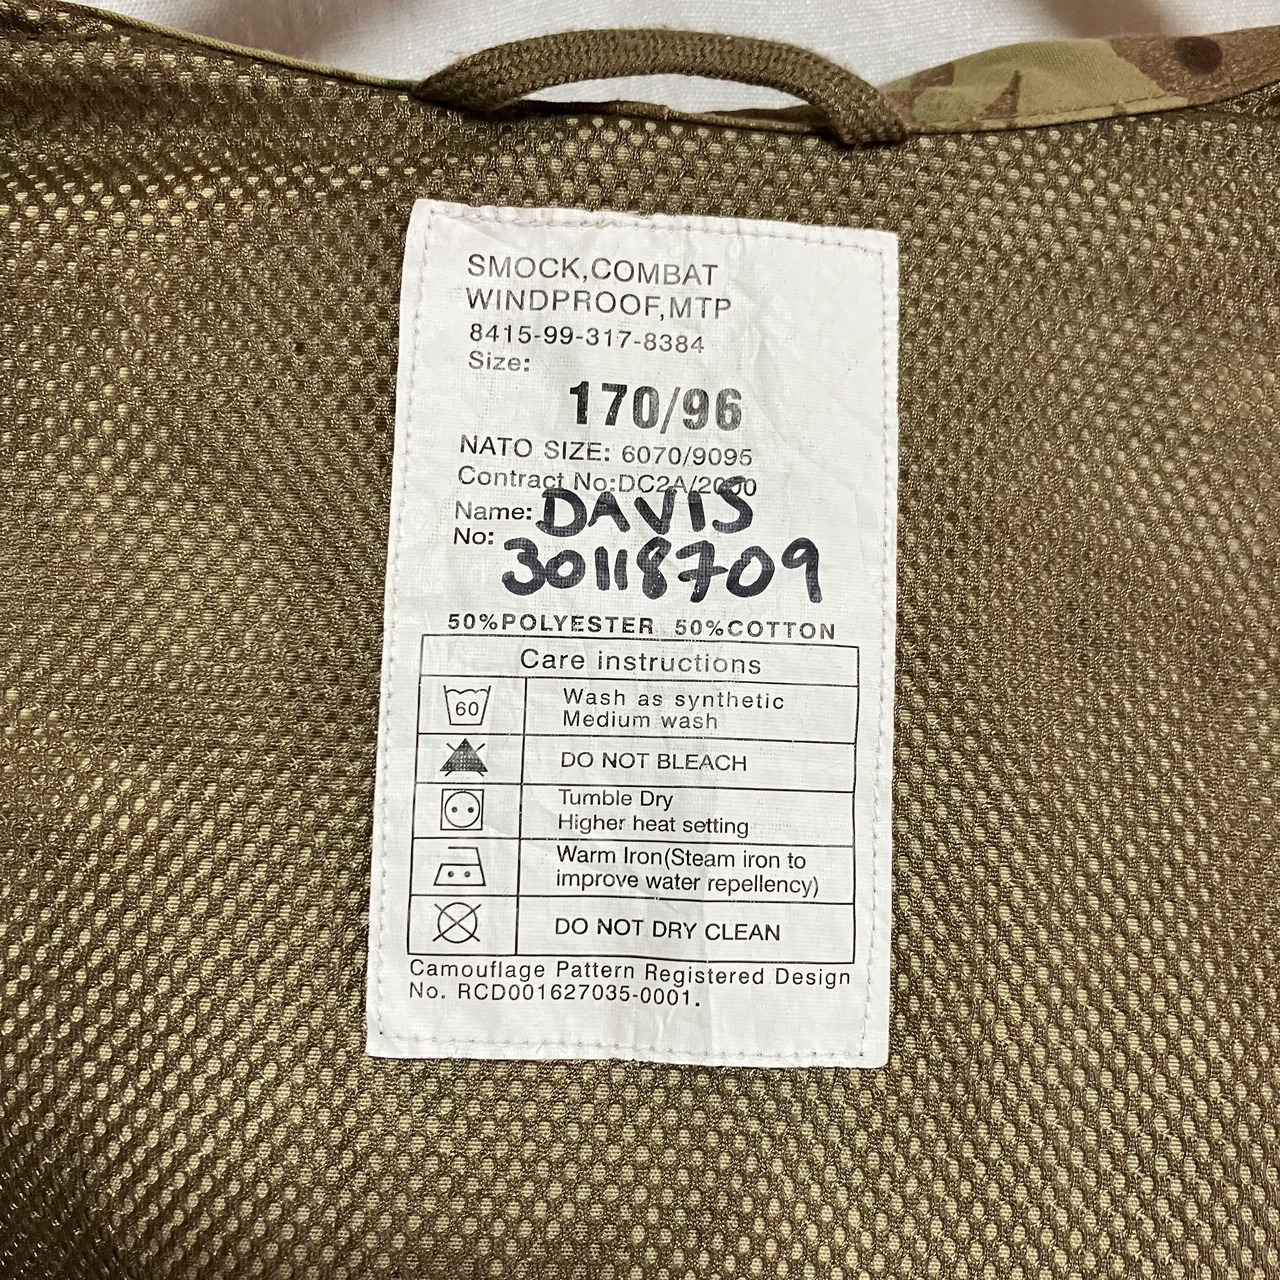 SMOCK,COMBAT
WINDPROOF,MTP
8415-99-317-8384
Size:
170/96
NATO SIZE: 6070/9095
Contract No:DC2A/2000
Name: DAVIS
No: 30118709
50%POLYESTER 50%COTTON
Care instructions
60
Wash as synthetic
Medium wash
DO NOT BLEACH
Tumble Dry
Higher heat setting
Warm Iron(Steam iron to
improve water repellency)
DO NOT DRY CLEAN
Camouflage Pattern Registered Design
No. RCD001627035-0001.